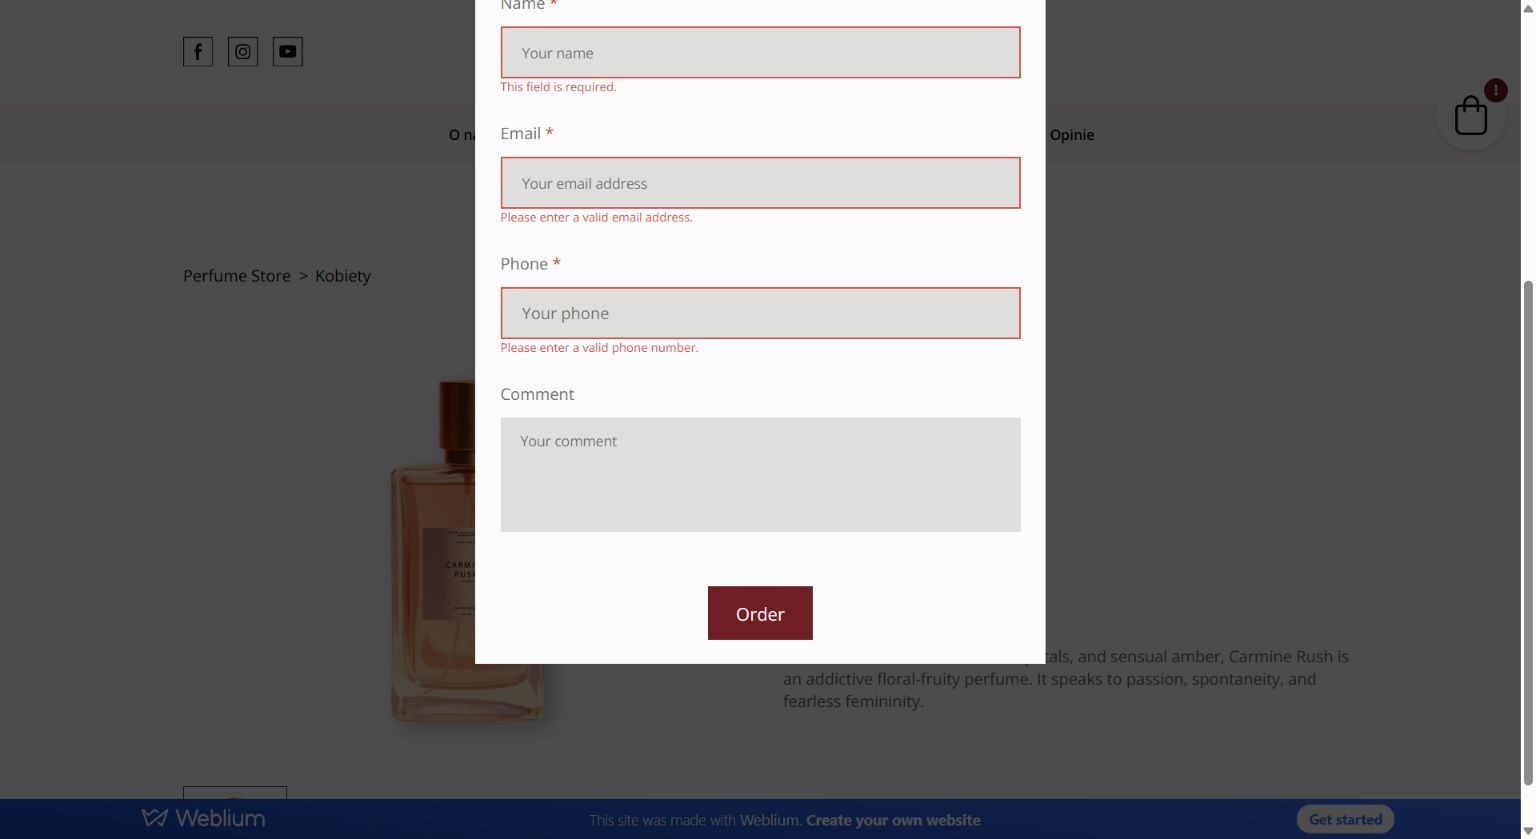 Name *
Your name
This field is required.
1
O na
Opinie
Email *
Your email address
Please enter a valid email address.
Perfume Store > Kobiety
Phone *
Your phone
Please enter a valid phone number.
Comment
Your comment
CARMI
RUS
Order
als, and sensual amber, Carmine Rush is
an addictive floral-fruity perfume. It speaks to passion, spontaneity, and
fearless femininity.
Weblium
This site was made with Weblium. Create your own website
Get started